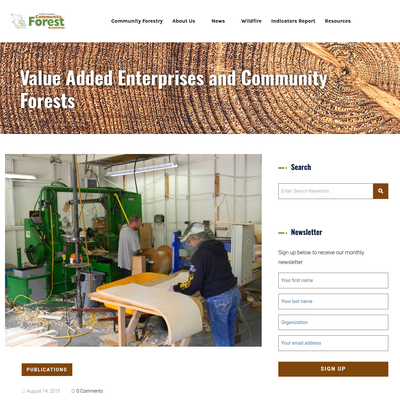 Community
Forest
Community Forestry
About Us
News
Wildfire
Indicators Report
Resources
Value Added Enterprises and Community
Forests
Search
Enter Search Keywords
Newsletter
Sign up below to receive our monthly
newsletter
Your first name
Your last name
Organization
Your email address
SIGN UP
PUBLICATIONS
August 14, 2015
0 Comments